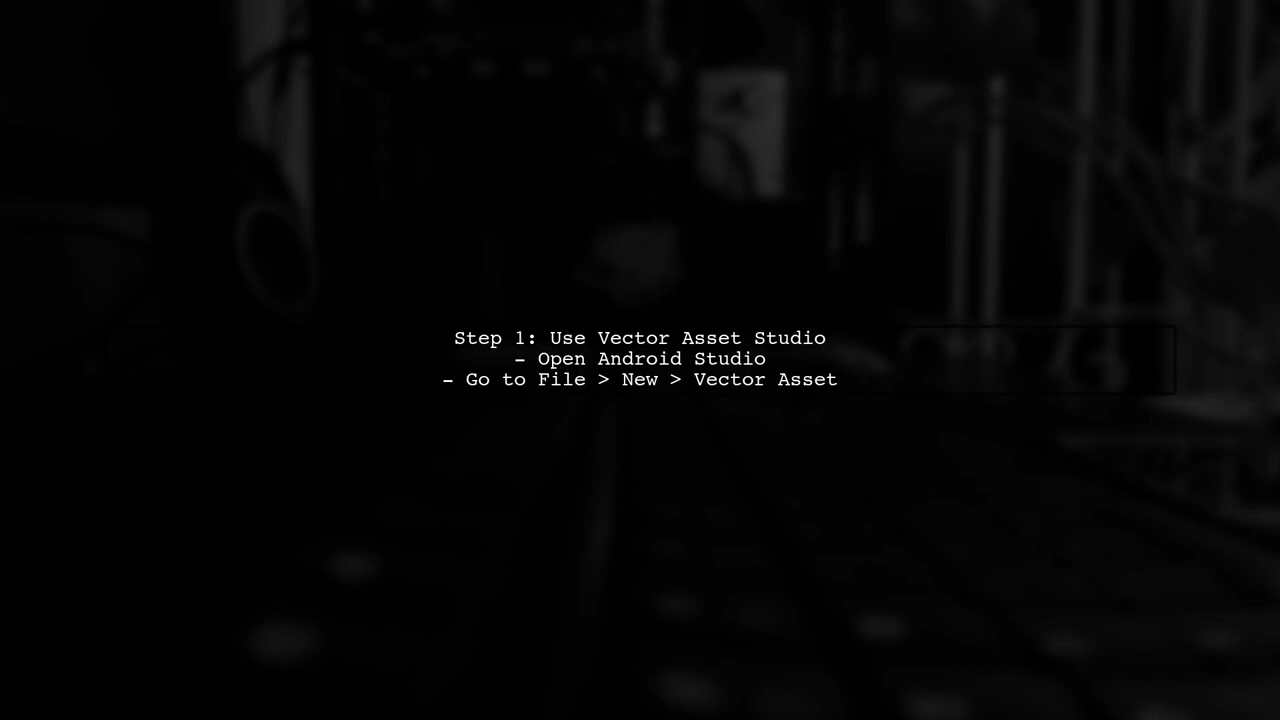 Step 1: Use Vector Asset Studio
- Open Android Studio
- Go to File > New > Vector Asset